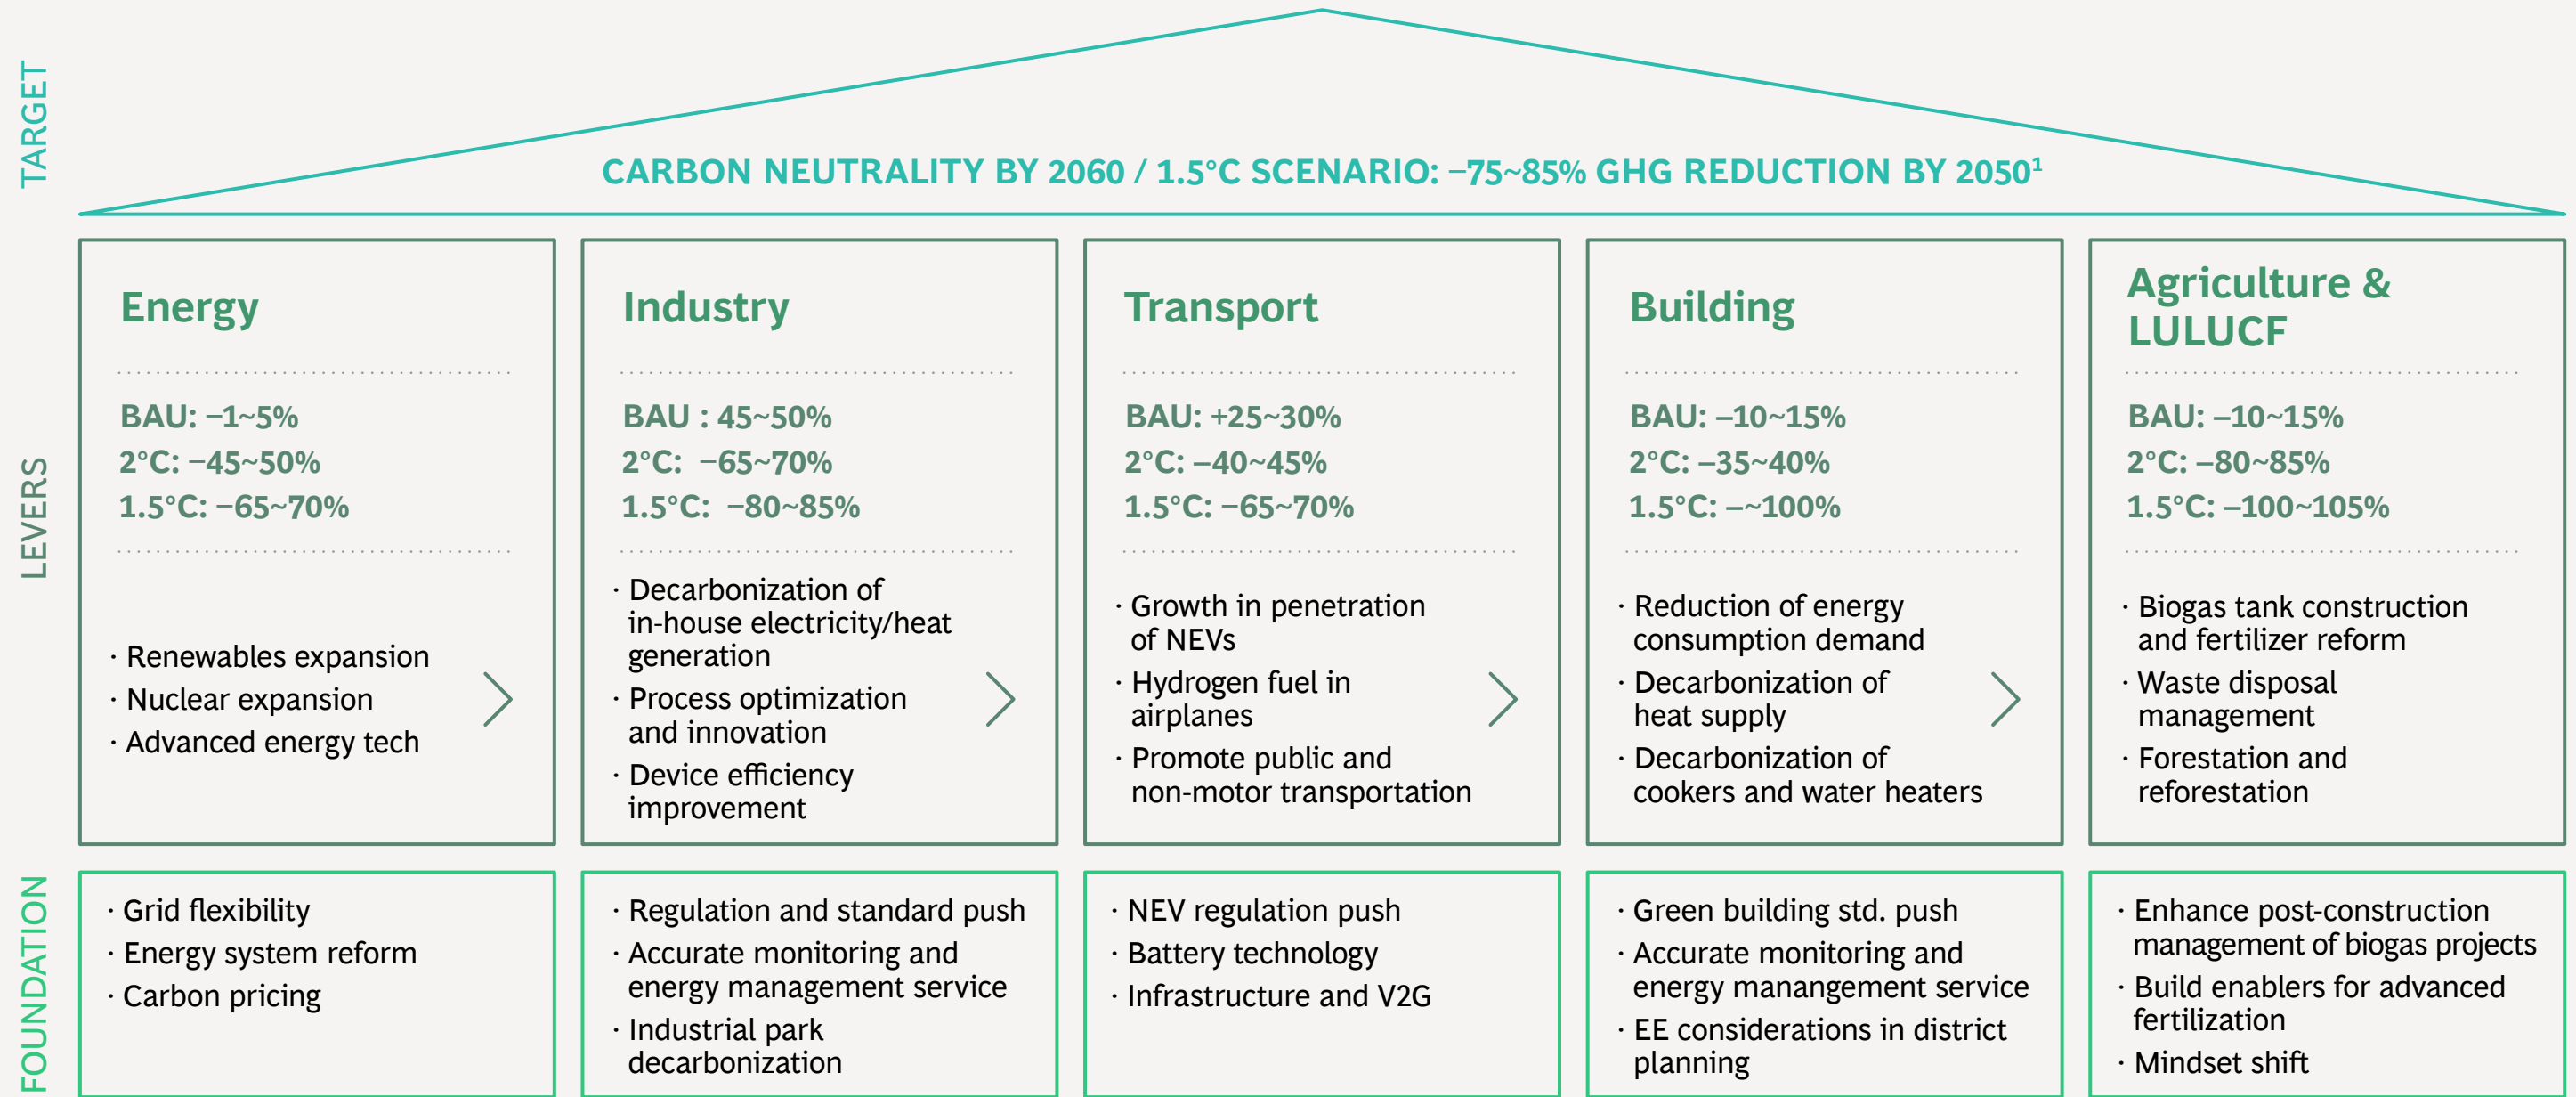 TARGET
CARBON NEUTRALITY BY 2060 / 1.5°C SCENARIO: −75~85% GHG REDUCTION BY 2050¹
LEVERS
Energy
BAU: −1~5%
2°C: −45~50%
1.5°C: −65~70%
· Renewables expansion
· Nuclear expansion
· Advanced energy tech
Industry
BAU : 45~50%
2°C: −65~70%
1.5°C: −80~85%
· Decarbonization of
in-house electricity/heat
generation
· Process optimization
and innovation
· Device efficiency
improvement
Transport
BAU: +25~30%
2°C: –40~45%
1.5°C: −65~70%
· Growth in penetration
of NEVs
· Hydrogen fuel in
airplanes
· Promote public and
non-motor transportation
Building
BAU: –10~15%
2°C: –35~40%
1.5°C: –~100%
· Reduction of energy
consumption demand
· Decarbonization of
heat supply
· Decarbonization of
cookers and water heaters
Agriculture &
LULUCF
BAU: –10~15%
2°C: –80~85%
1.5°C: –100~105%
· Biogas tank construction
and fertilizer reform
· Waste disposal
management
· Forestation and
reforestation
FOUNDATION
· Grid flexibility
· Energy system reform
· Carbon pricing
· Regulation and standard push
· Accurate monitoring and
energy management service
· Industrial park
decarbonization
· NEV regulation push
· Battery technology
· Infrastructure and V2G
· Green building std. push
· Accurate monitoring and
energy manangement service
· EE considerations in district
planning
· Enhance post-construction
management of biogas projects
· Build enablers for advanced
fertilization
· Mindset shift